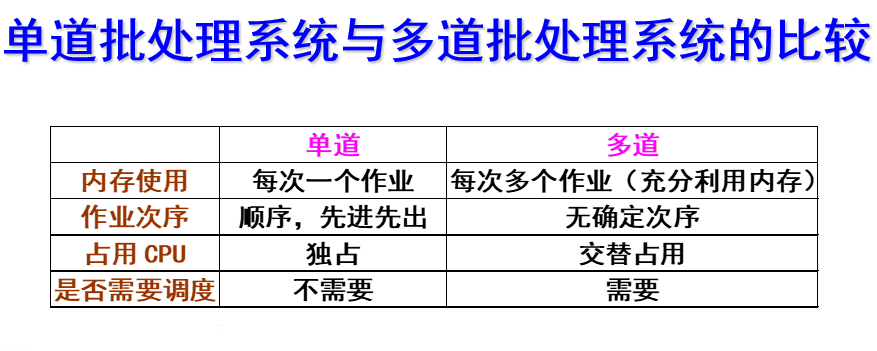 单道批处理系统与多道批处理系统的比较
单道 多道
内存使用 每次一个作业 每次多个作业（充分利用内存）
作业次序 顺序，先进先出 无确定次序
占用 CPU 独占 交替占用
是否需要调度 不需要 需要